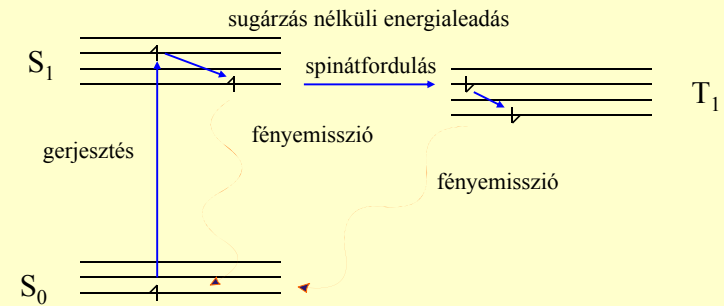 sugárzás nélküli energialeadás
S1
spinátfordulás
T1
gerjesztés
fényemisszió
fényemisszió
S0